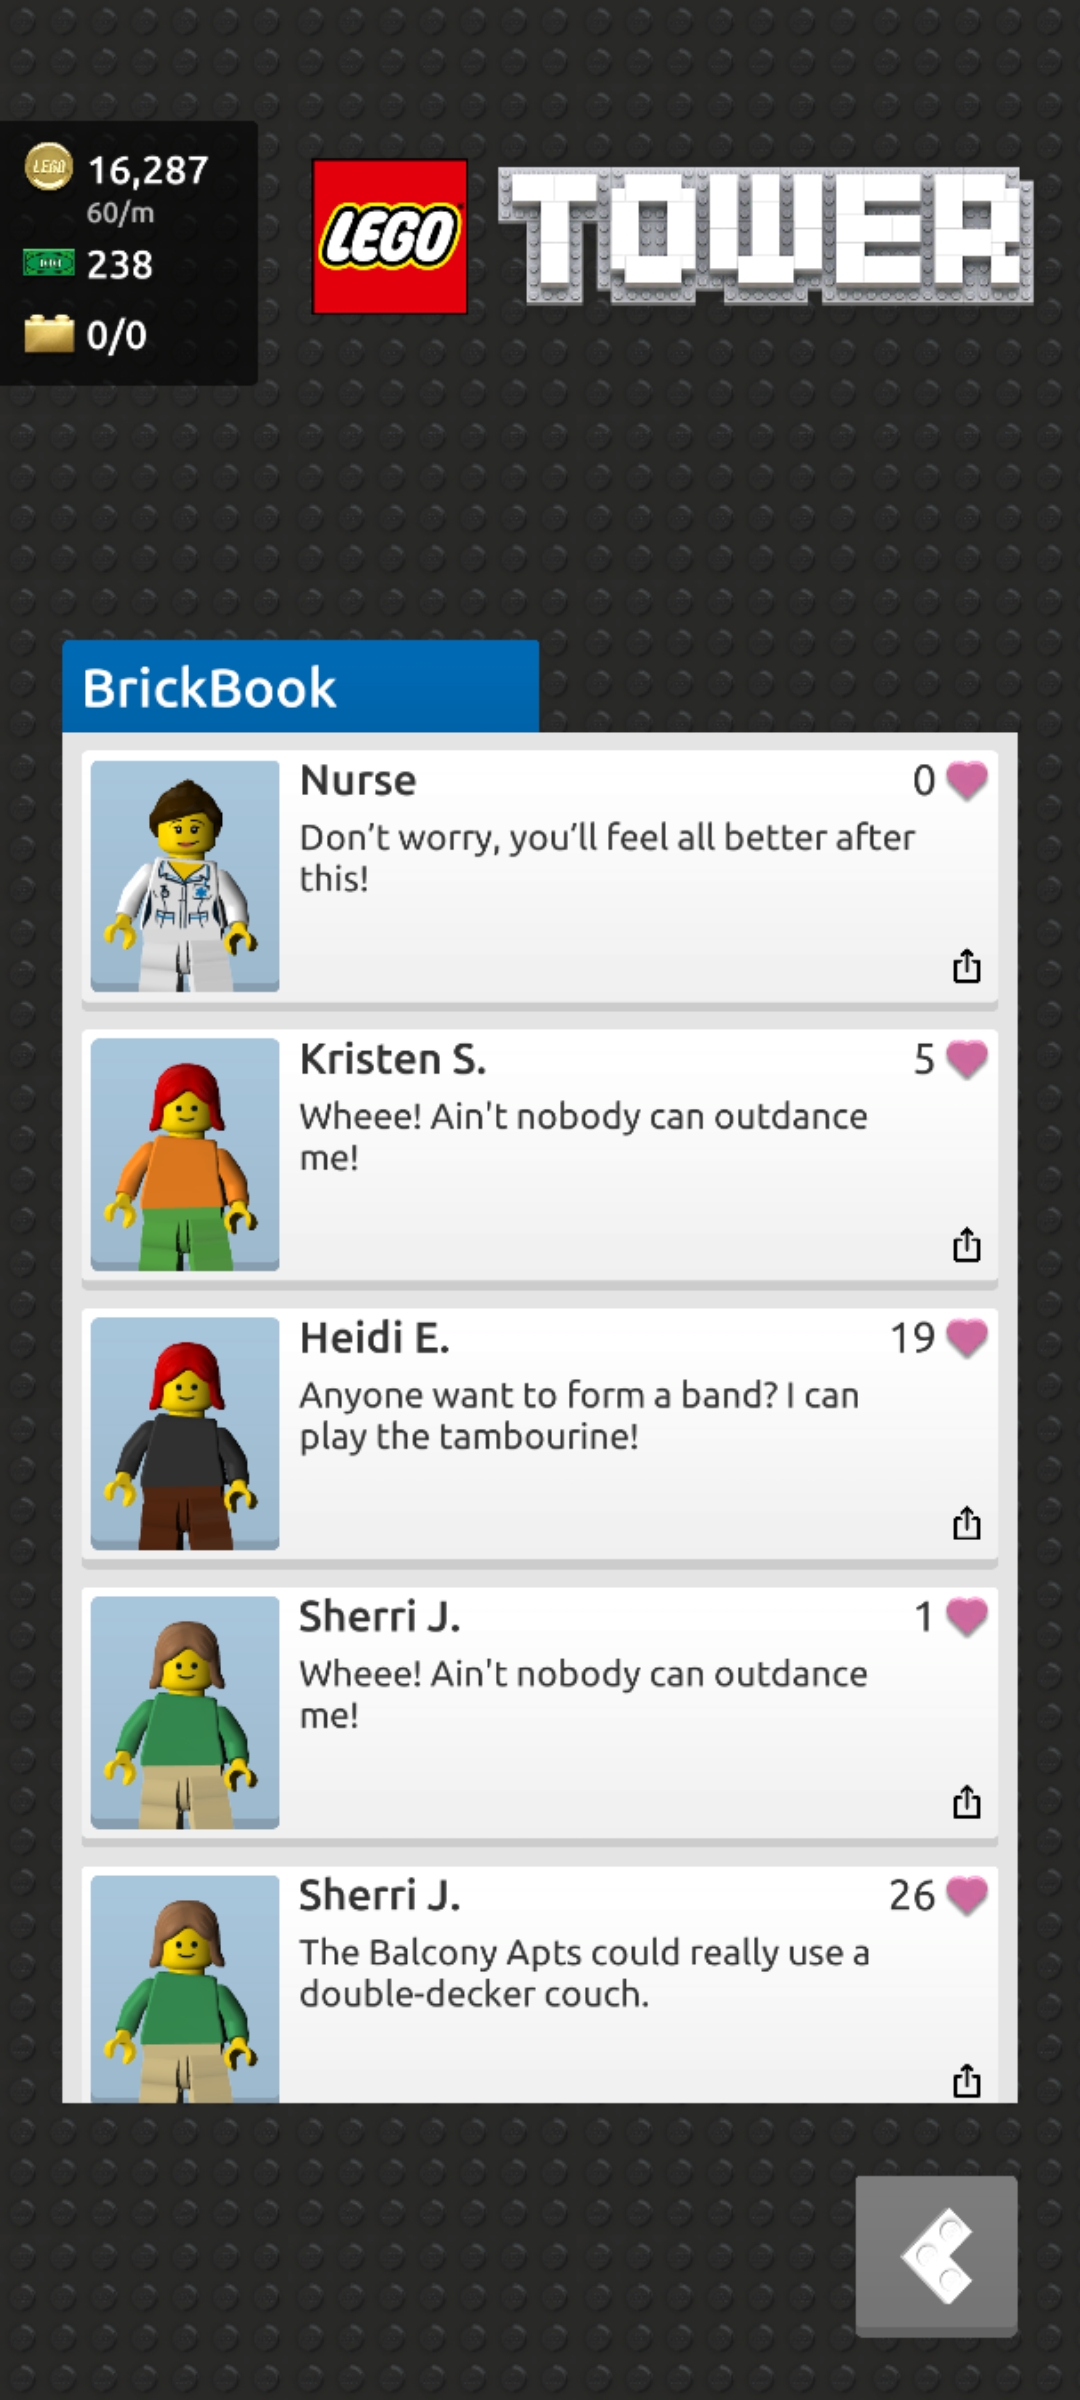 LEGO
16,287
60/m
238
0/0
LEGO
TOWER
BrickBook
Nurse
0
Don’t worry, you’ll feel all better after
this!
Kristen S.
5
Wheee! Ain't nobody can outdance
me!
Heidi E.
19
Anyone want to form a band? I can
play the tambourine!
Sherri J.
1
Wheee! Ain't nobody can outdance
me!
Sherri J.
26
The Balcony Apts could really use a
double-decker couch.